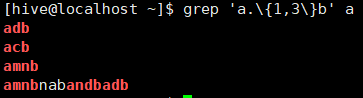 [hive@localhost ~]$ grep 'a.\{1,3\}b' a
adb
acb
amnb
amnbnabandbadb